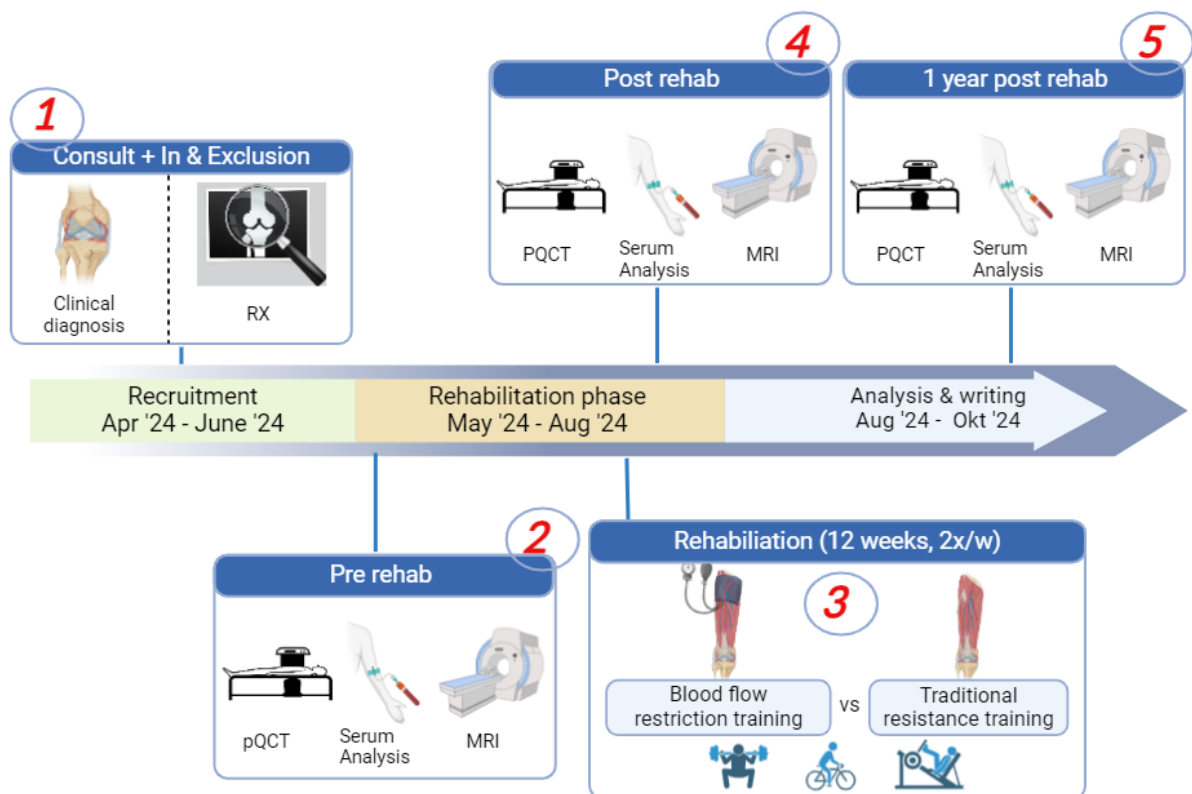 1
Consult + In & Exclusion
Clinical
diagnosis
RX
4
Post rehab
PQCT
Serum
Analysis
MRI
5
1 year post rehab
PQCT
Serum
Analysis
MRI
Recruitment
Apr '24 - June '24
Rehabilitation phase
May '24 - Aug '24
Analysis & writing
Aug '24 - Okt '24
2
Pre rehab
pQCT
Serum
Analysis
MRI
Rehabiliation (12 weeks, 2x/w)
3
Blood flow
restriction training
vs
Traditional
resistance training